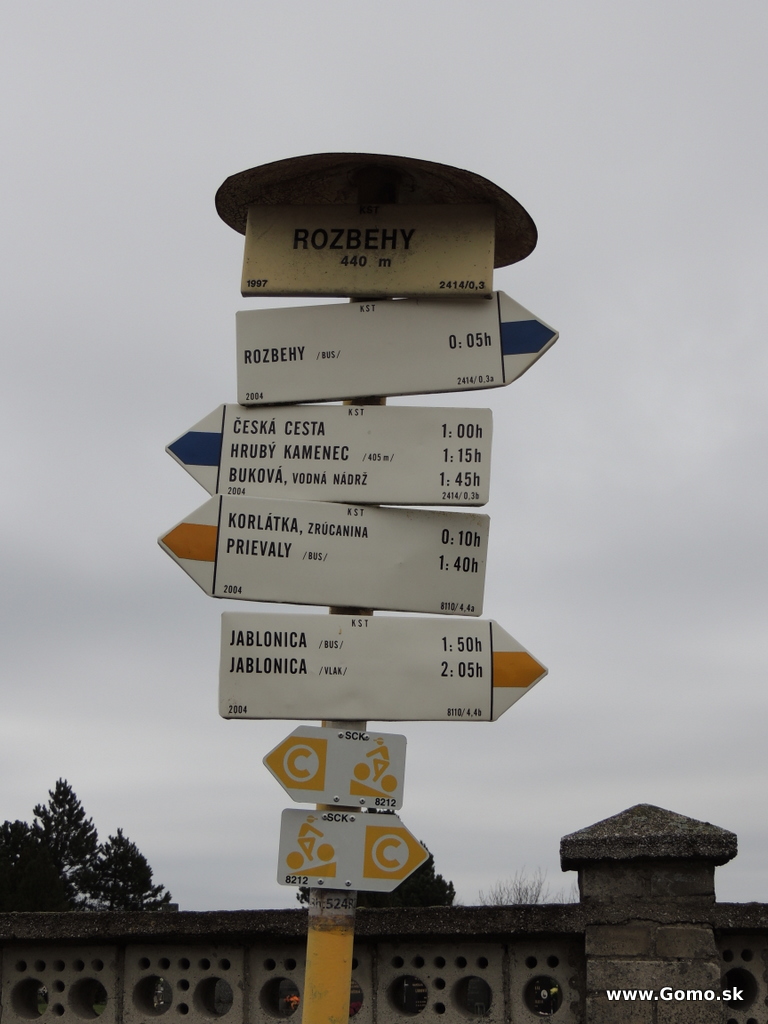 KST
ROZBEHY
440 m
1997 2414/0,3
KST
ROZBEHY /BUS/ 0:05h
2004 2414/0,3a
KST
ČESKÁ CESTA 1:00h
HRUBÝ KAMENEC /405m/ 1:15h
BUKOVÁ, VODNÁ NÁDRŽ 1:45h
2004 2414/0,3b
KST
KORLÁTKA, ZRÚCANINA 0:10h
PRIEVALY /BUS/ 1:40h
2004 8110/4,4a
KST
JABLONICA /BUS/ 1:50h
JABLONICA /VLAK/ 2:05h
2004 8110/4,4b
SCK
C
8212
SCK
C
8212
www.Gomo.sk